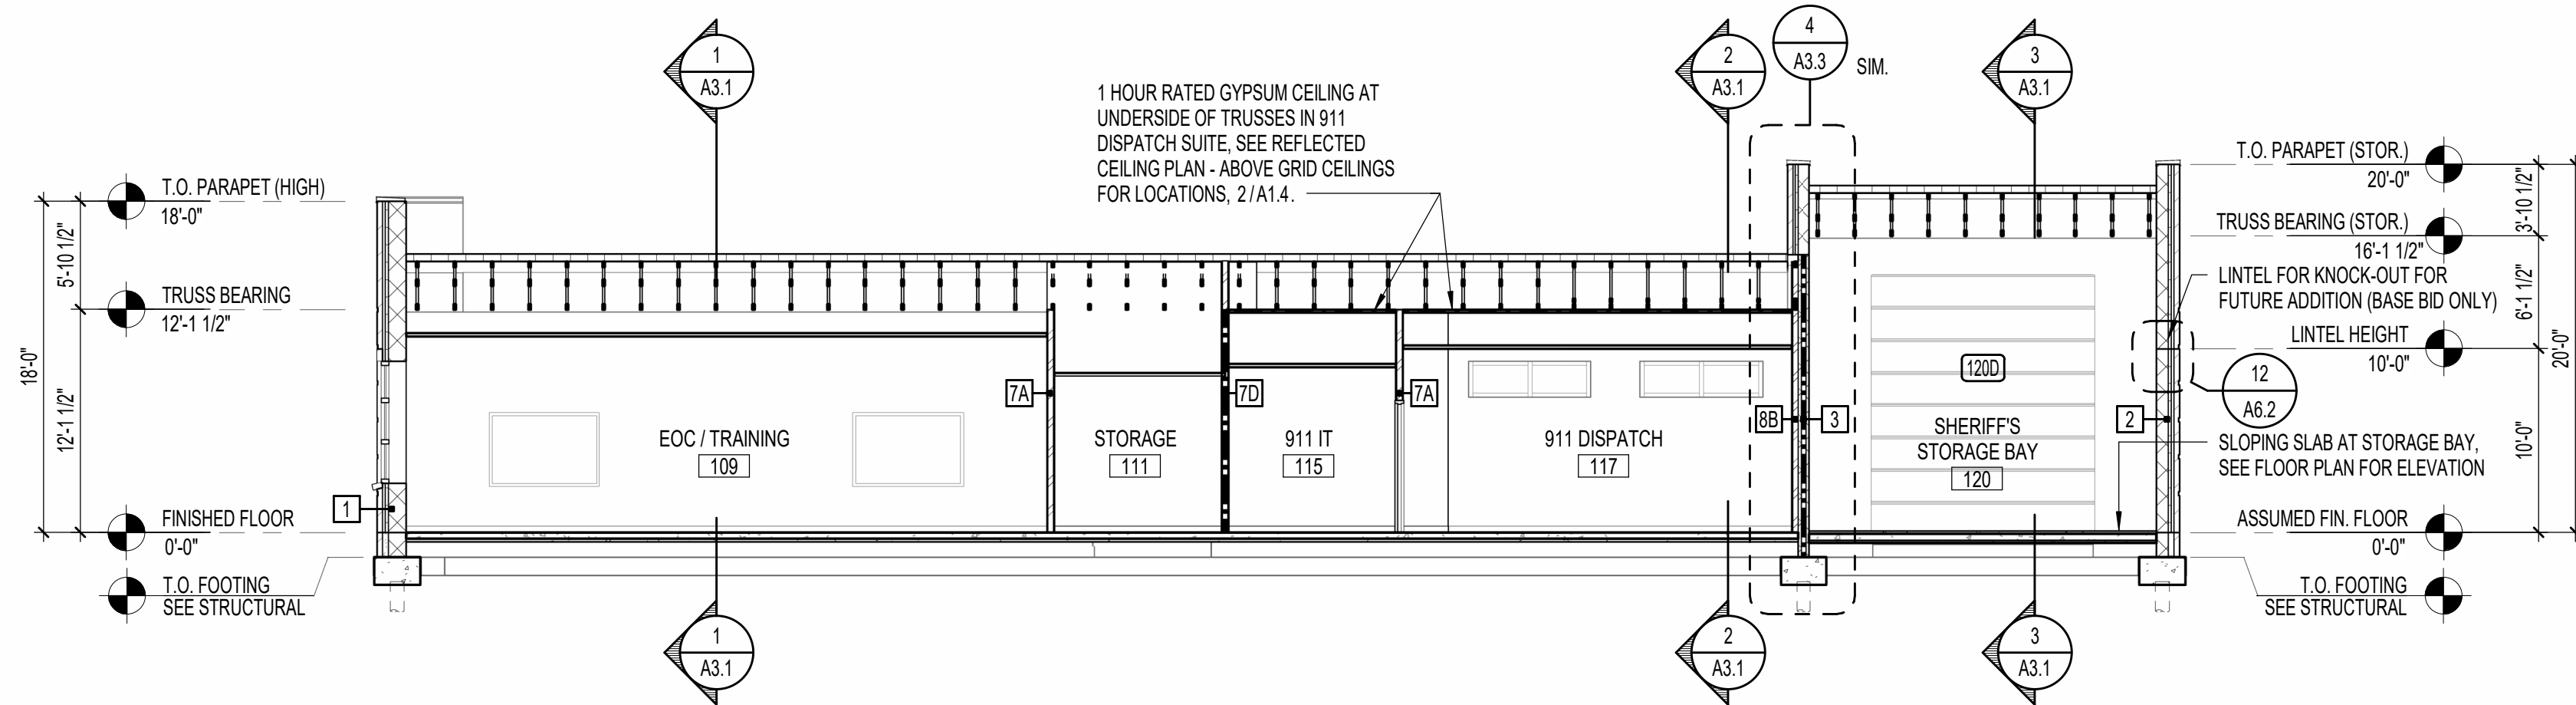 1
A3.1
2
A3.1
4
A3.3
SIM.
3
A3.1
1 HOUR RATED GYPSUM CEILING AT
UNDERSIDE OF TRUSSES IN 911
DISPATCH SUITE, SEE REFLECTED
CEILING PLAN - ABOVE GRID CEILINGS
FOR LOCATIONS, 2 / A1.4.
T.O. PARAPET (HIGH)
18'-0"
TRUSS BEARING
12'-1 1/2"
FINISHED FLOOR
0'-0"
T.O. FOOTING
SEE STRUCTURAL
18'-0"
5'-10 1/2"
12'-1 1/2"
1
EOC / TRAINING
109
7A
STORAGE
111
7D
911 IT
115
7A
911 DISPATCH
117
8B
3
120D
SHERIFF'S
STORAGE BAY
120
2
T.O. PARAPET (STOR.)
20'-0"
TRUSS BEARING (STOR.)
16'-1 1/2"
LINTEL FOR KNOCK-OUT FOR
FUTURE ADDITION (BASE BID ONLY)
LINTEL HEIGHT
10'-0"
12
A6.2
SLOPING SLAB AT STORAGE BAY,
SEE FLOOR PLAN FOR ELEVATION
ASSUMED FIN. FLOOR
0'-0"
T.O. FOOTING
SEE STRUCTURAL
3'-10 1/2"
6'-1 1/2"
10'-0"
20'-0"
1
A3.1
2
A3.1
3
A3.1